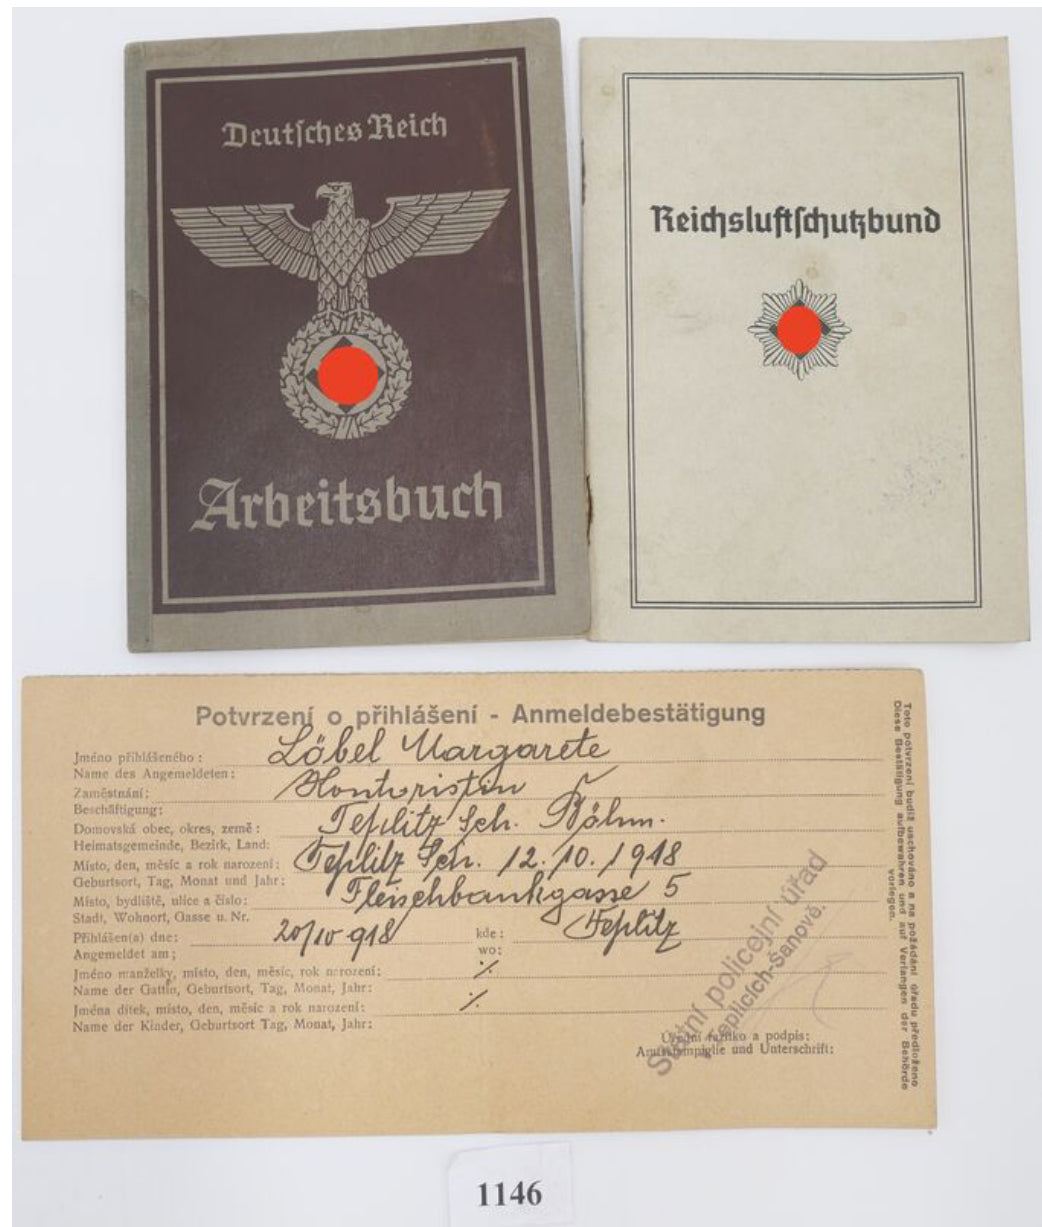 Deutsches Reich
Arbeitsbuch
Reichsluftschutzbund
Potvrzení o přihlášení - Anmeldebestätigung
Jméno přihlášeného: Löbel Margarete
Name des Angemeldeten:
Zaměstnání: Kontoristin
Beschäftigung:
Domovská obec, okres, země: Teplitz Sch. Böhm.
Heimatsgemeinde, Bezirk, Land:
Místo, den, měsíc a rok narození: Teplitz Sch. 12.10.1918
Geburtsort, Tag, Monat und Jahr:
Místo, bydliště, ulice a číslo: Fleischbankgasse 5
Stadt, Wohnort, Gasse u. Nr.
Přihlášen(a) dne: 20/10 918 kde: Teplitz
Angemeldet am: wo:
Jméno manželky, místo, den, měsíc, rok narození: ⁒
Name der Gattin, Geburtsort, Tag, Monat, Jahr:
Jména dítek, místo, den, měsíc a rok narození: ⁒
Name der Kinder, Geburtsort Tag, Monat, Jahr:
Úřední razítko a podpis:
Amtsstampiglie und Unterschrift:
Státní policejní úřad
v Teplicích-Šanově.
Toto potvrzení budiž uschováno a na požádání úřadu předloženo
Diese Bestätigung aufbewahren und auf Verlangen der Behörde
vorlegen.
1146